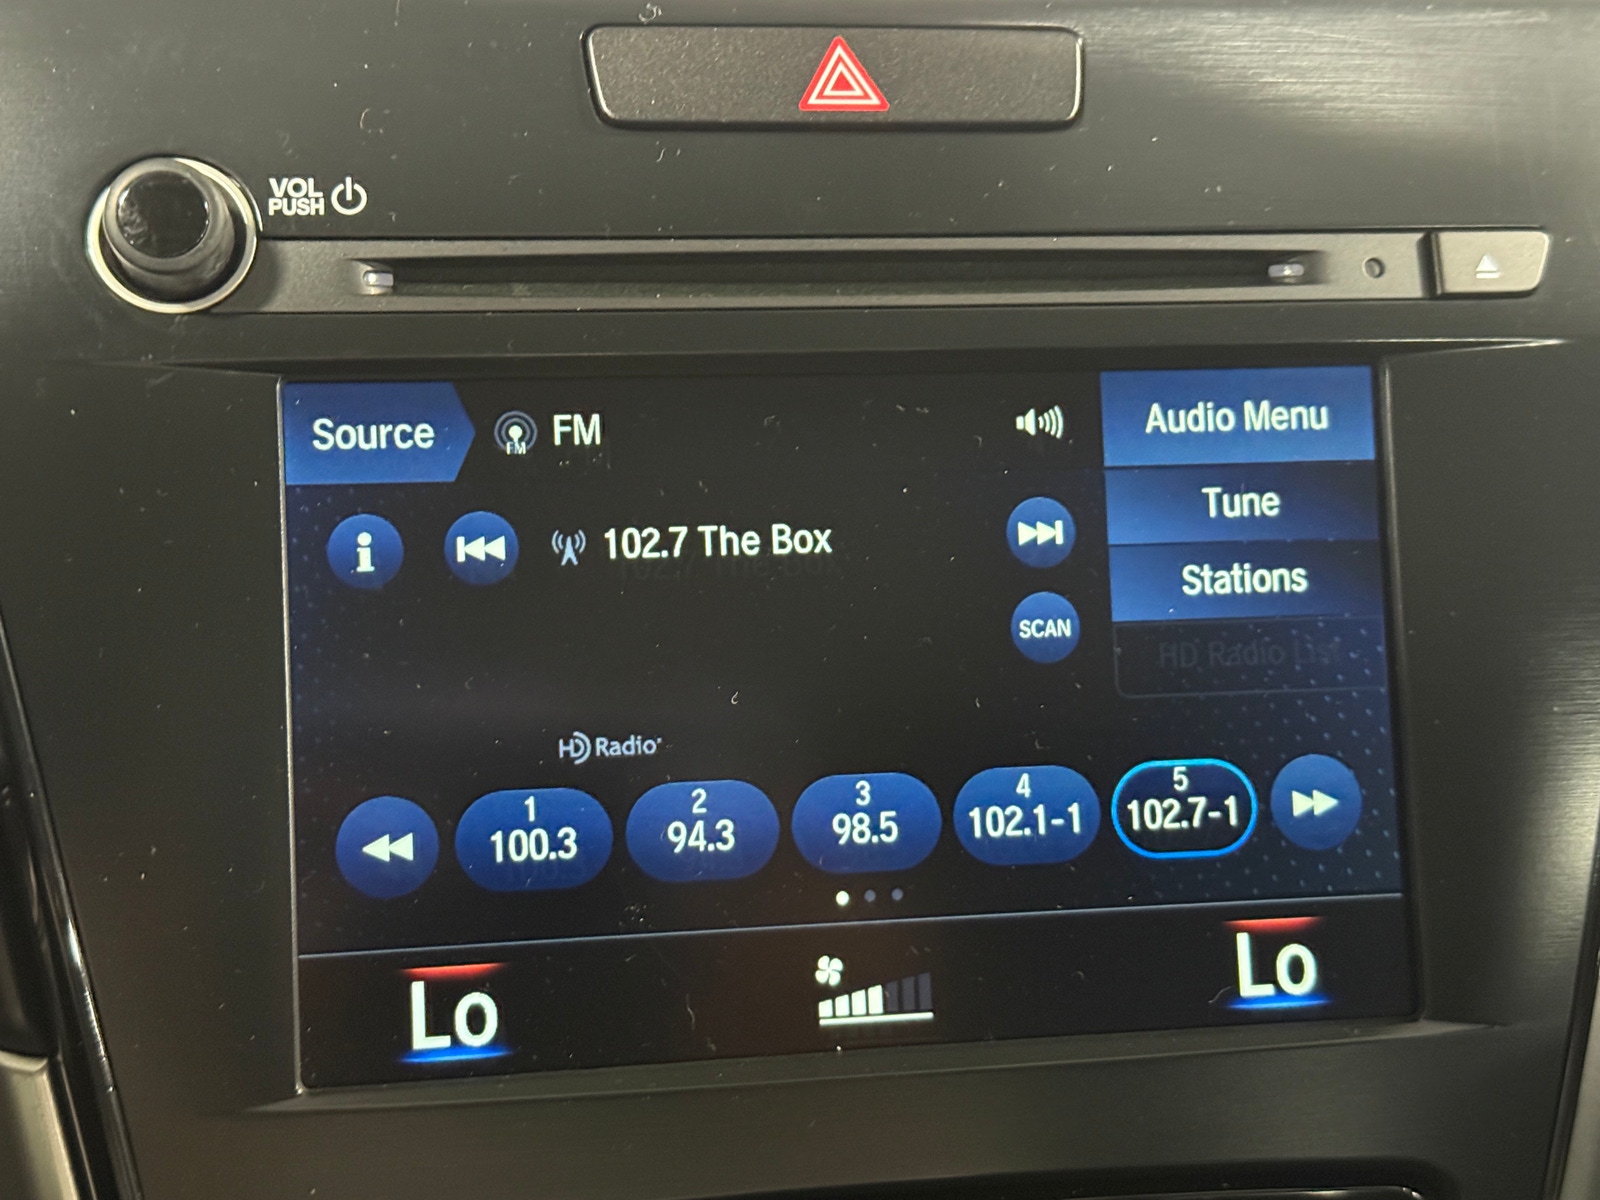 VOL
PUSH
Source
FM
FM
Audio Menu
102.7 The Box
Tune
Stations
SCAN
HD Radio List
HD Radio
1
100.3
2
94.3
3
98.5
4
102.1-1
5
102.7-1
Lo
Lo